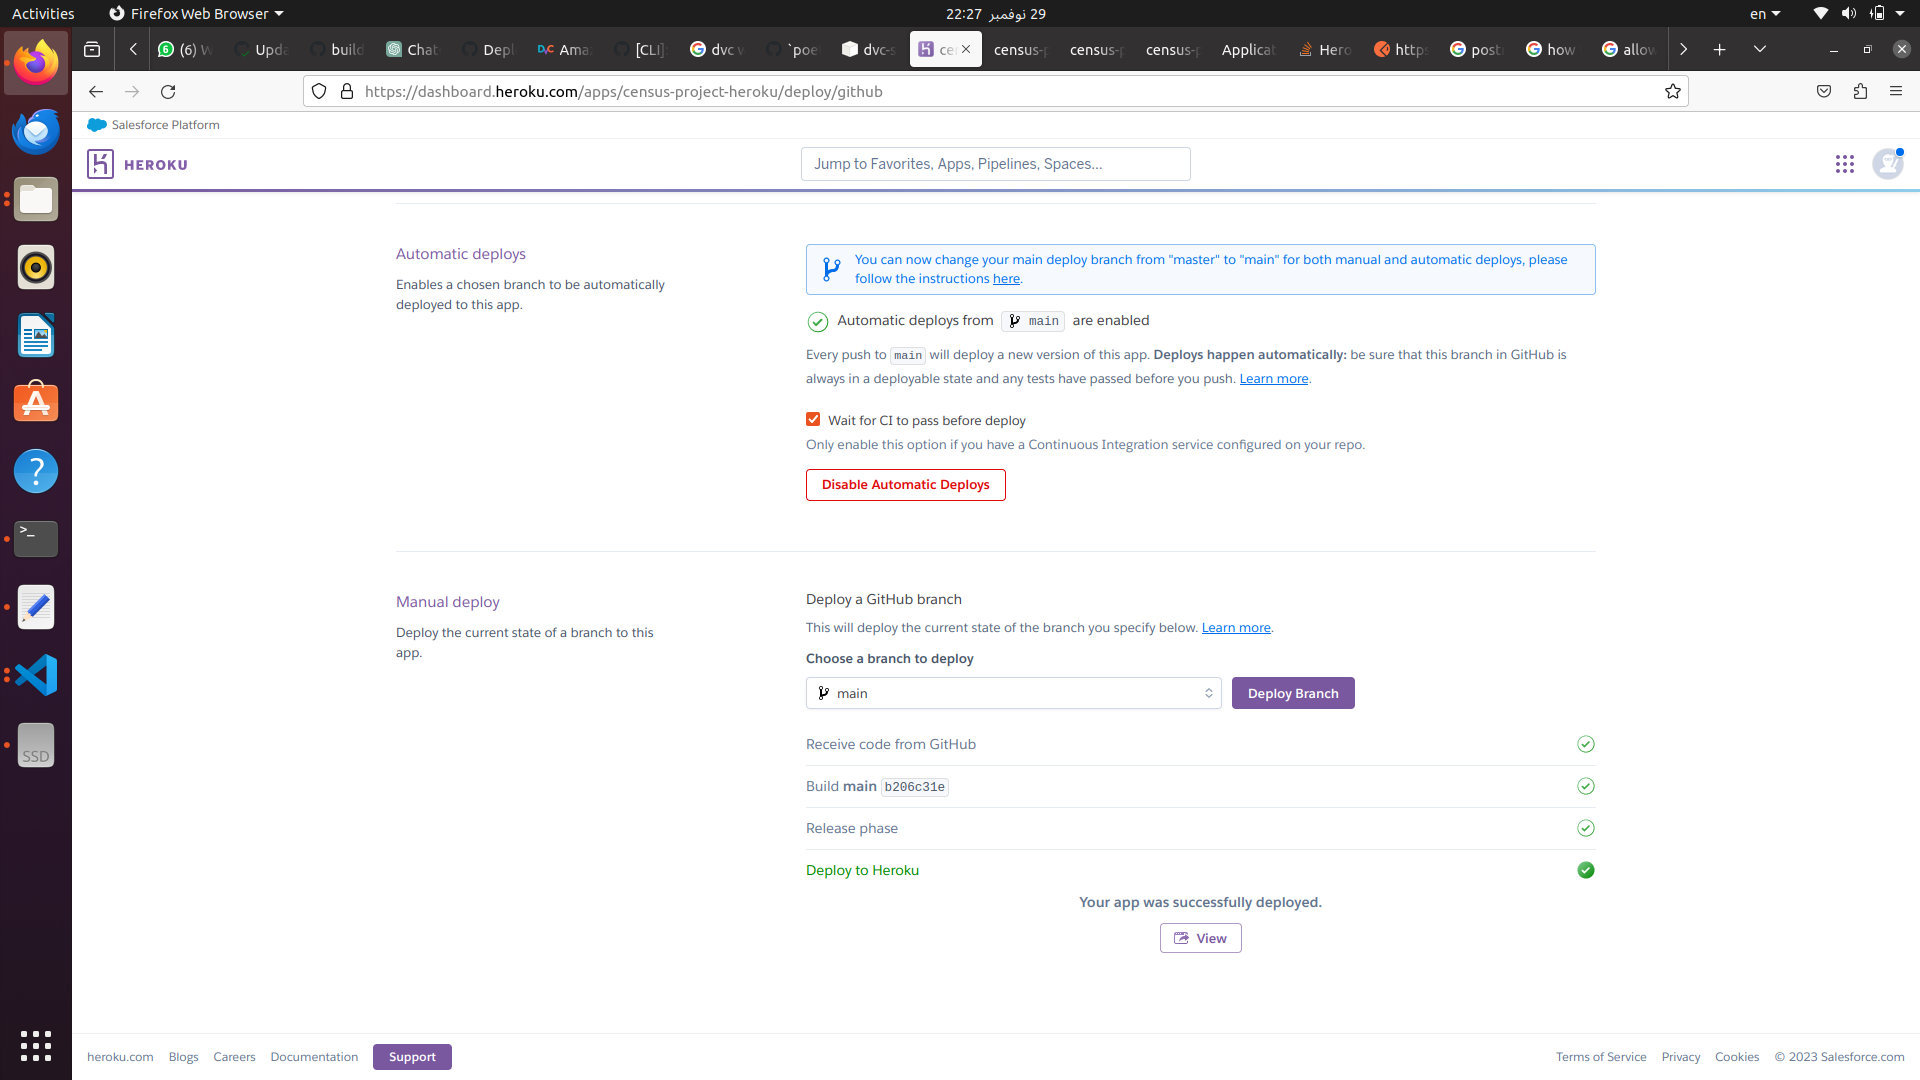 Activities
Firefox Web Browser
29 نوفمبر 22:27
en
(6) W
Upda
build
Chat
Depl
DVC Ama
[CLI]
dvc w
`poe
dvc-s
ce
census-p
census-p
census-p
Applicat
Hero
https
post
how
allow
https://dashboard.heroku.com/apps/census-project-heroku/deploy/github
Salesforce Platform
HEROKU
Jump to Favorites, Apps, Pipelines, Spaces...
Automatic deploys
Enables a chosen branch to be automatically
deployed to this app.
You can now change your main deploy branch from "master" to "main" for both manual and automatic deploys, please
follow the instructions here.
Automatic deploys from main are enabled
Every push to main will deploy a new version of this app. Deploys happen automatically: be sure that this branch in GitHub is
always in a deployable state and any tests have passed before you push. Learn more.
Wait for CI to pass before deploy
Only enable this option if you have a Continuous Integration service configured on your repo.
Disable Automatic Deploys
Manual deploy
Deploy the current state of a branch to this
app.
Deploy a GitHub branch
This will deploy the current state of the branch you specify below. Learn more.
Choose a branch to deploy
main
Deploy Branch
Receive code from GitHub
Build main b206c31e
Release phase
Deploy to Heroku
Your app was successfully deployed.
View
SSD
heroku.com
Blogs
Careers
Documentation
Support
Terms of Service
Privacy
Cookies
© 2023 Salesforce.com